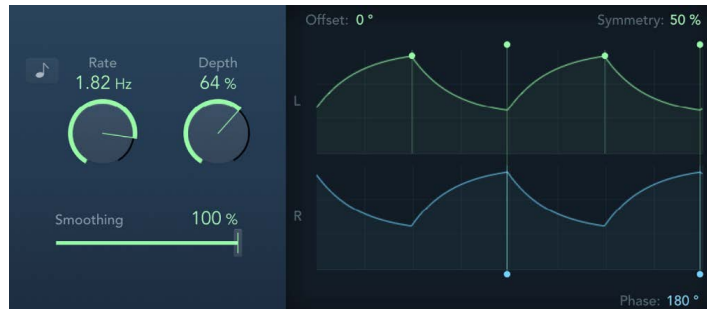 Offset: 0 °
Symmetry: 50 %
Rate
1.82 Hz
Depth
64 %
L
Smoothing
100 %
R
Phase: 180 °